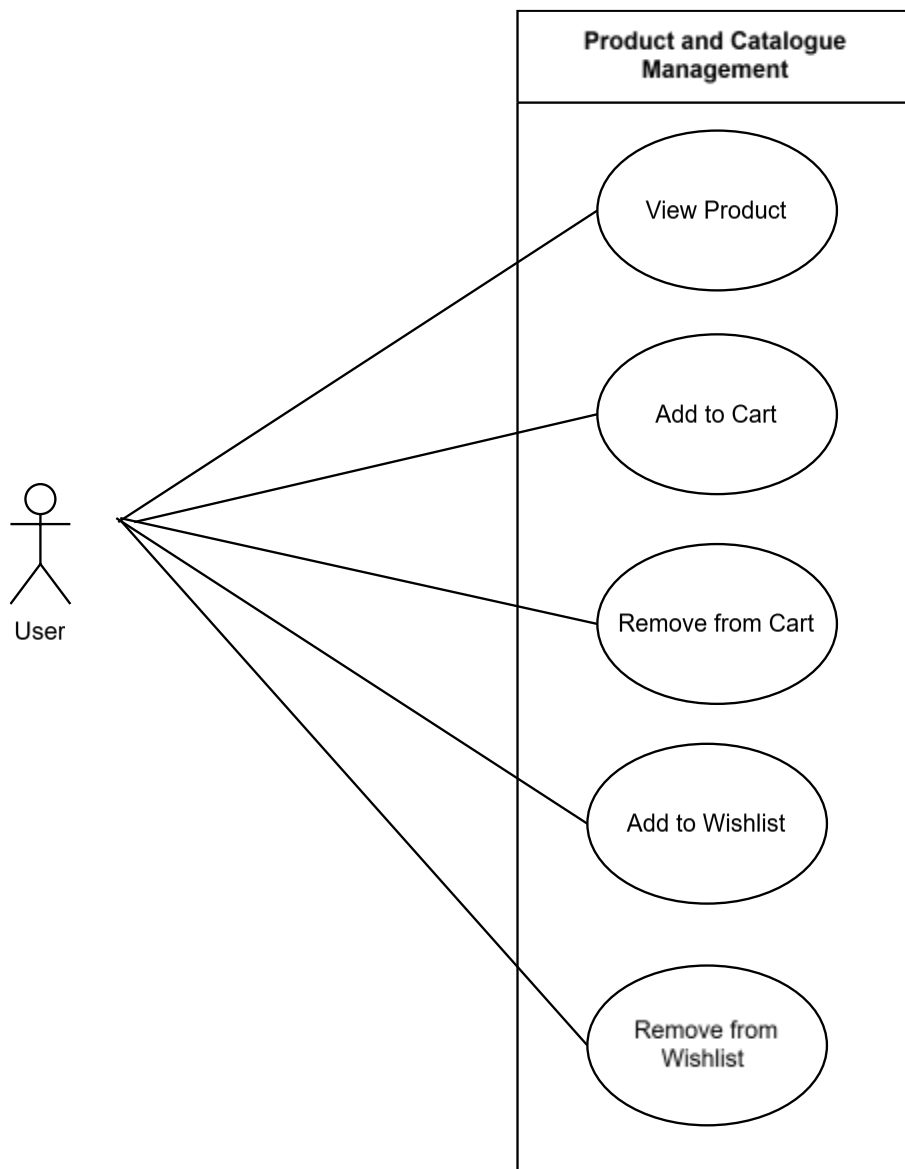 Product and Catalogue
Management
View Product
Add to Cart
Remove from Cart
User
Add to Wishlist
Remove from
Wishlist